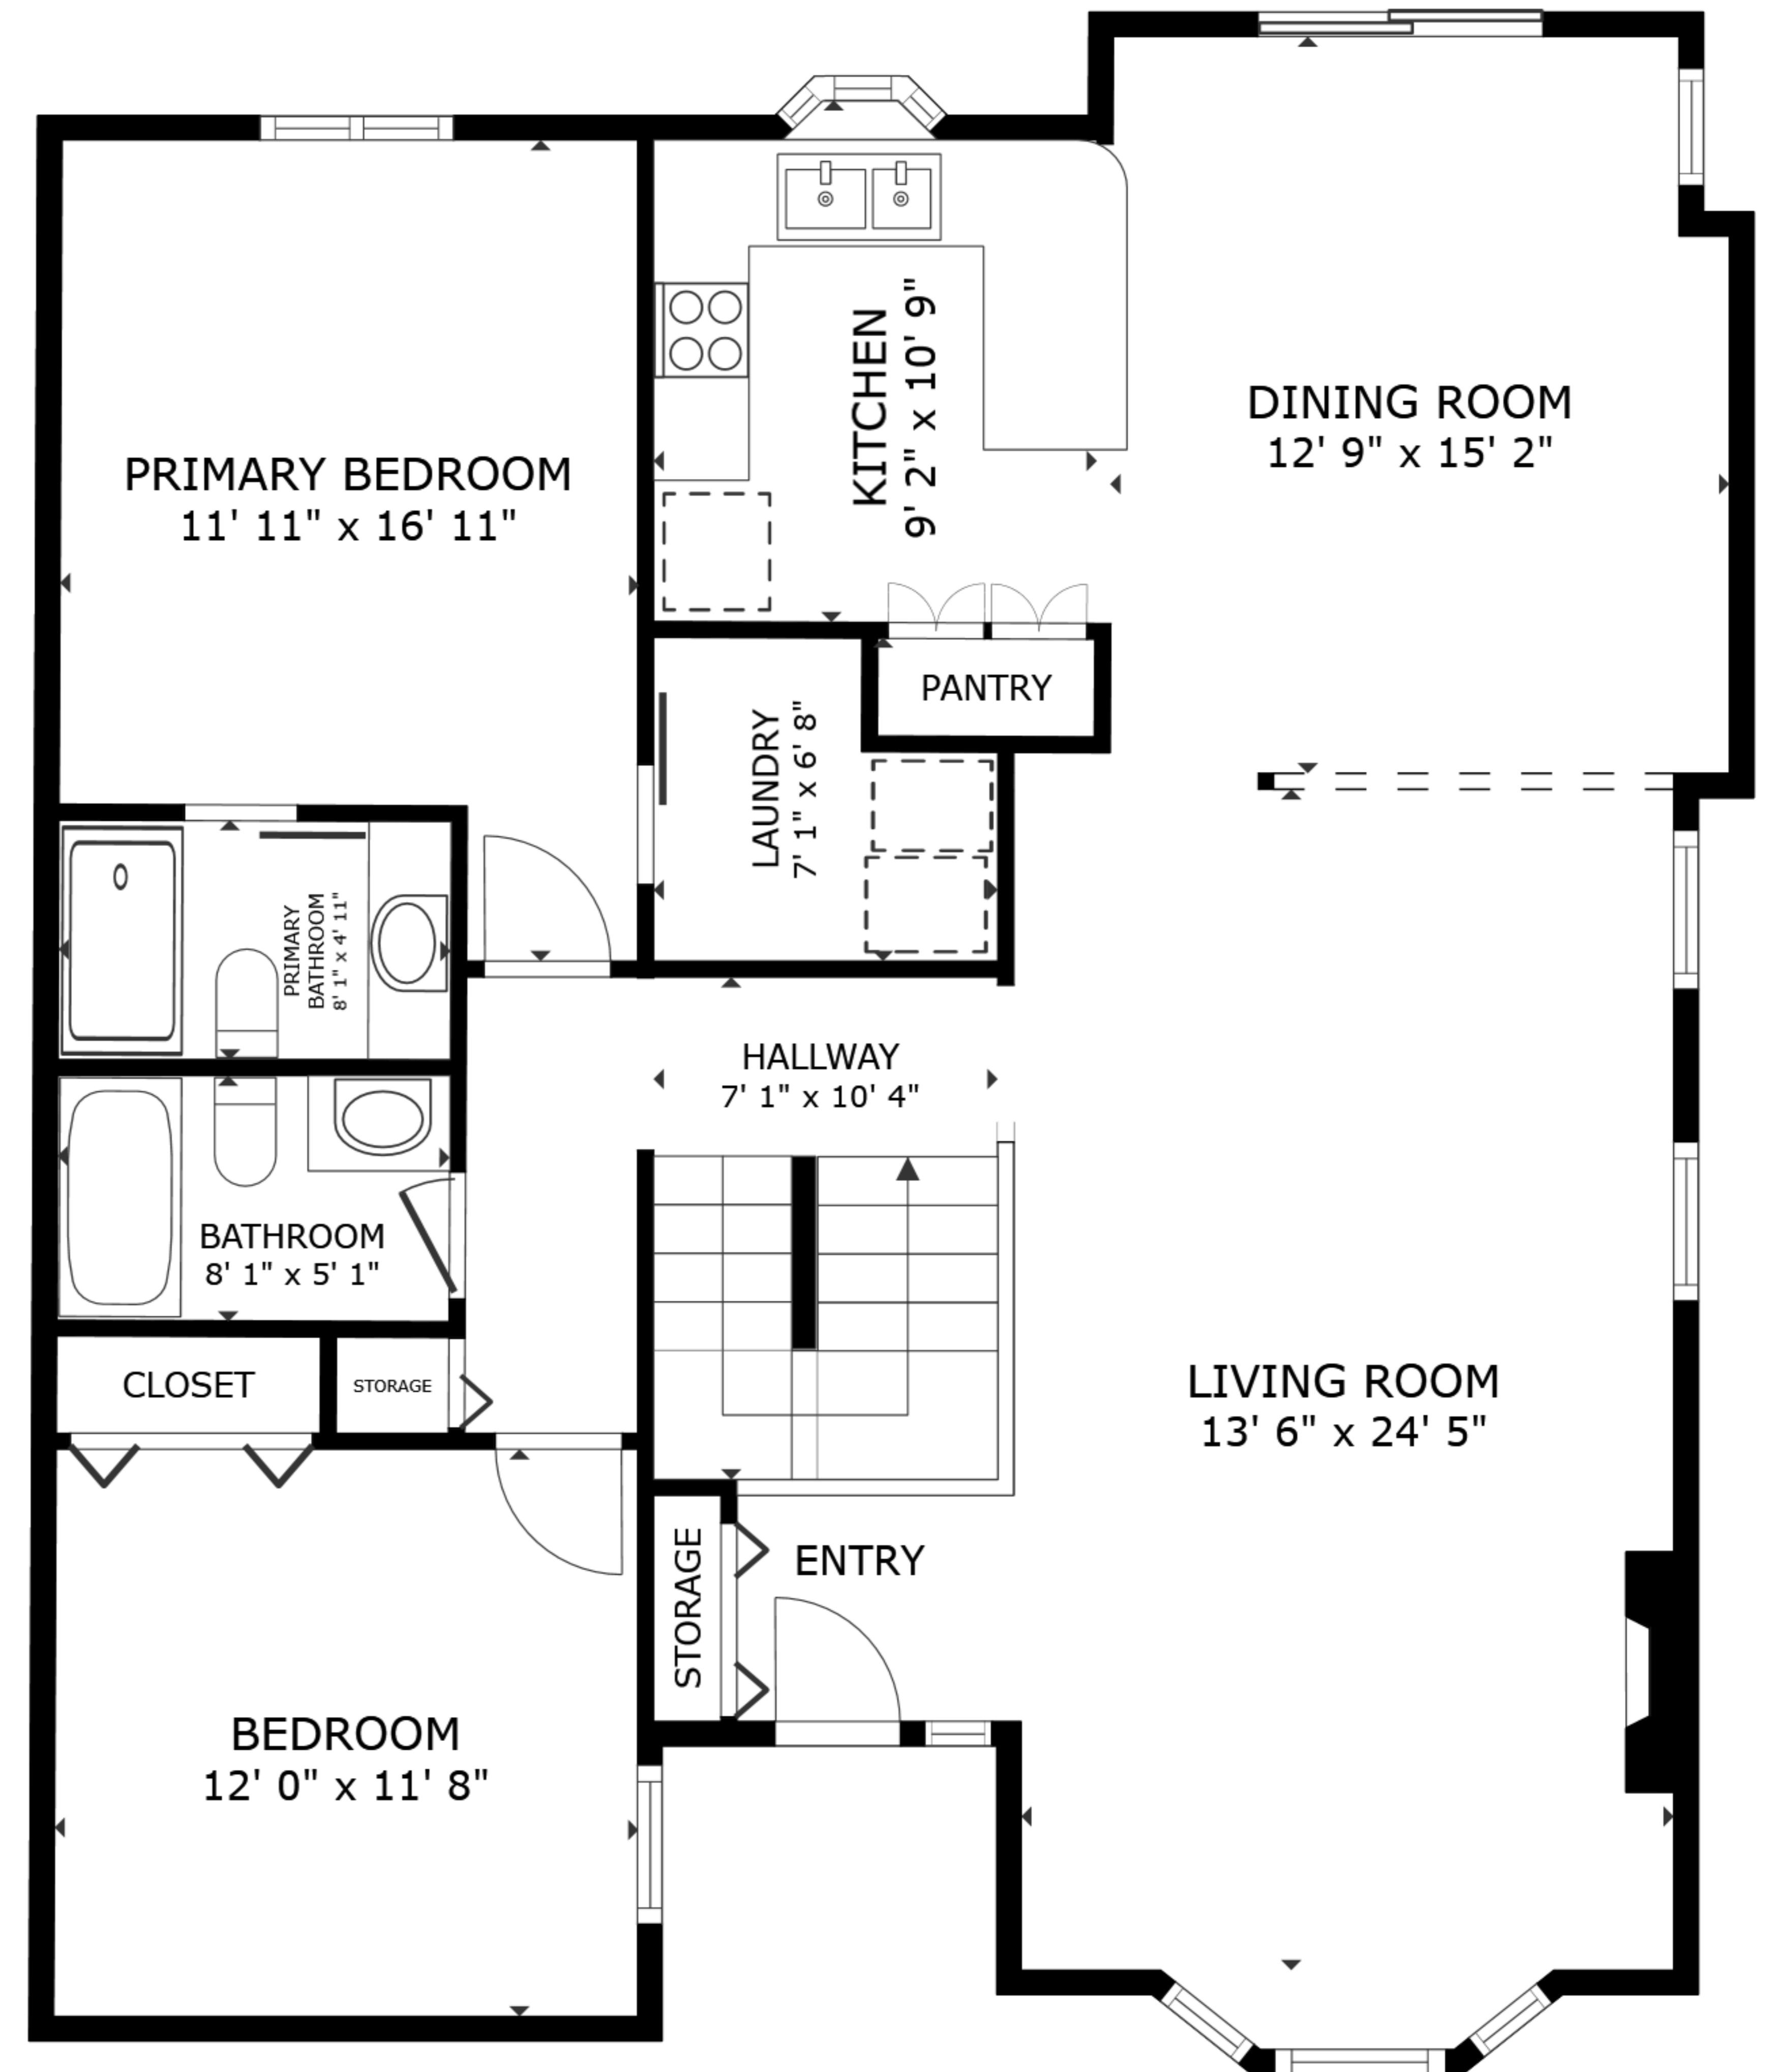 KITCHEN
9' 2" x 10' 9"
DINING ROOM
12' 9" x 15' 2"
PRIMARY BEDROOM
11' 11" x 16' 11"
PANTRY
LAUNDRY
7' 1" x 6' 8"
PRIMARY
BATHROOM
8' 1" x 4' 11"
HALLWAY
7' 1" x 10' 4"
BATHROOM
8' 1" x 5' 1"
CLOSET
STORAGE
LIVING ROOM
13' 6" x 24' 5"
STORAGE
ENTRY
BEDROOM
12' 0" x 11' 8"